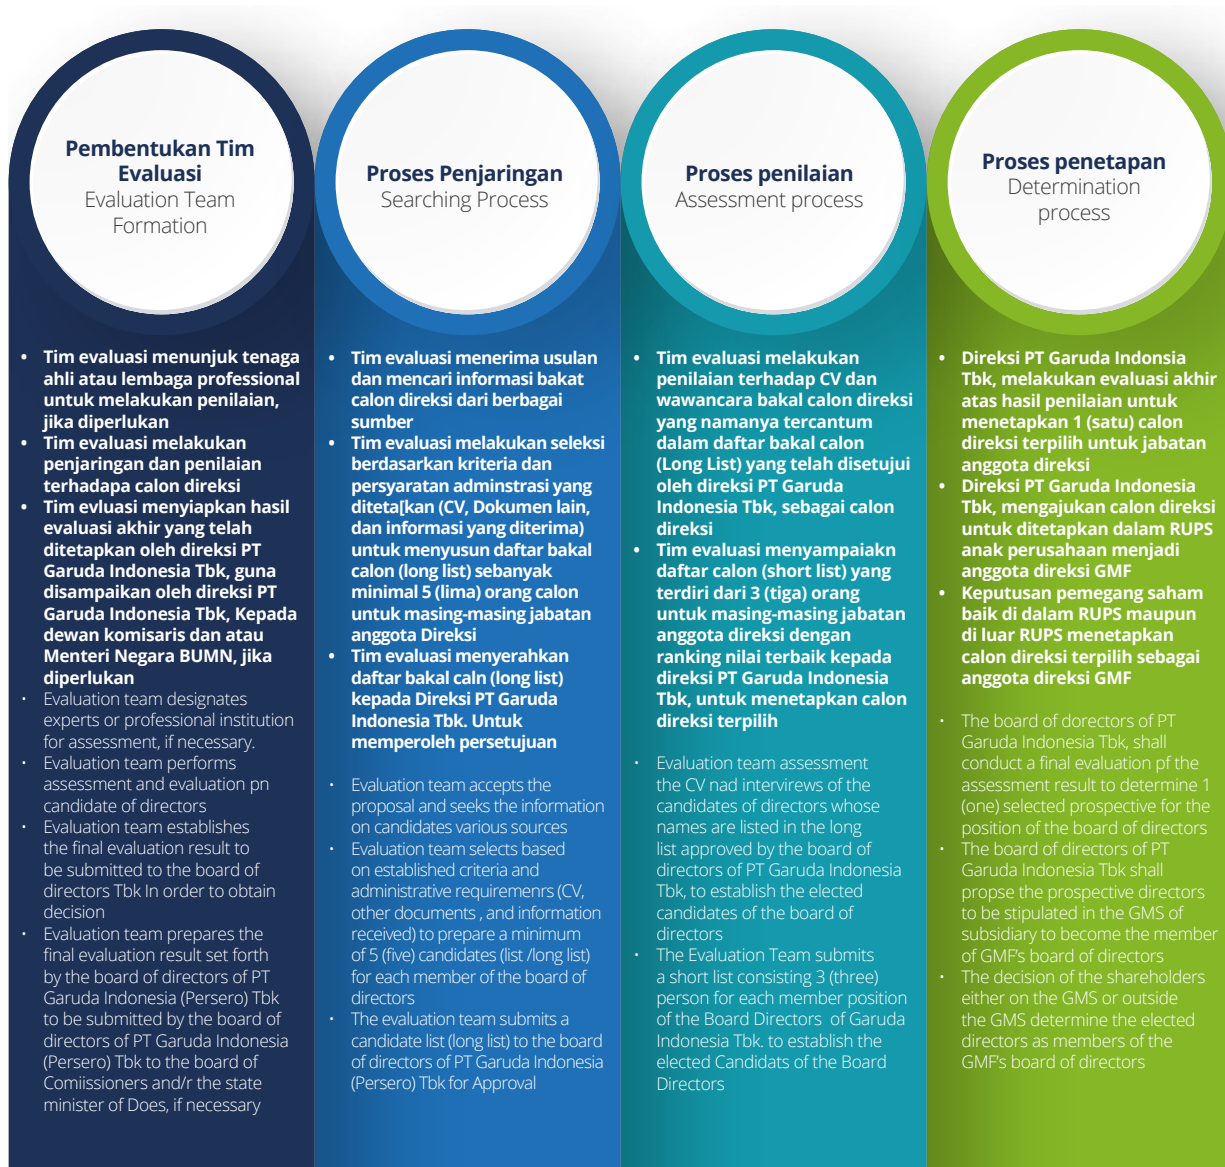 Pembentukan Tim
Evaluasi
Evaluation Team
Formation
• Tim evaluasi menunjuk tenaga
ahli atau lembaga professional
untuk melakukan penilaian,
jika diperlukan
• Tim evaluasi melakukan
penjaringan dan penilaian
terhadapa calon direksi
• Tim evluasi menyiapkan hasil
evaluasi akhir yang telah
ditetapkan oleh direksi PT
Garuda Indonesia Tbk, guna
disampaikan oleh direksi PT
Garuda Indonesia Tbk, Kepada
dewan komisaris dan atau
Menteri Negara BUMN, jika
diperlukan
• Evaluation team designates
experts or professional institution
for assessment, if necessary.
• Evaluation team performs
assessment and evaluation pn
candidate of directors
• Evaluation team establishes
the final evaluation result to
be submitted to the board of
directors Tbk In order to obtain
decision
• Evaluation team prepares the
final evaluation result set forth
by the board of directors of PT
Garuda Indonesia (Persero) Tbk
to be submitted by the board of
directors of PT Garuda Indonesia
(Persero) Tbk to the board of
Comiissioners and/r the state
minister of Does, if necessary
Proses Penjaringan
Searching Process
• Tim evaluasi menerima usulan
dan mencari informasi bakat
calon direksi dari berbagai
sumber
• Tim evaluasi melakukan seleksi
berdasarkan kriteria dan
persyaratan adminstrasi yang
diteta[kan (CV, Dokumen lain,
dan informasi yang diterima)
untuk menyusun daftar bakal
calon (long list) sebanyak
minimal 5 (lima) orang calon
untuk masing-masing jabatan
anggota Direksi
• Tim evaluasi menyerahkan
daftar bakal caln (long list)
kepada Direksi PT Garuda
Indonesia Tbk. Untuk
memperoleh persetujuan
• Evaluation team accepts the
proposal and seeks the information
on candidates various sources
• Evaluation team selects based
on established criteria and
administrative requiremenrs (CV,
other documents , and information
received) to prepare a minimum
of 5 (five) candidates (list /long list)
for each member of the board of
directors
• The evaluation team submits a
candidate list (long list) to the board
of directors of PT Garuda Indonesia
(Persero) Tbk for Approval
Proses penilaian
Assessment process
• Tim evaluasi melakukan
penilaian terhadap CV dan
wawancara bakal calon direksi
yang namanya tercantum
dalam daftar bakal calon
(Long List) yang telah disetujui
oleh direksi PT Garuda
Indonesia Tbk, sebagai calon
direksi
• Tim evaluasi menyampaiakn
daftar calon (short list) yang
terdiri dari 3 (tiga) orang
untuk masing-masing jabatan
anggota direksi dengan
ranking nilai terbaik kepada
direksi PT Garuda Indonesia
Tbk, untuk menetapkan calon
direksi terpilih
• Evaluation team assessment
the CV nad intervirews of the
candidates of directors whose
names are listed in the long
list approved by the board of
directors of PT Garuda Indonesia
Tbk, to establish the elected
candidates of the board of
directors
• The Evaluation Team submits
a short list consisting 3 (three)
person for each member position
of the Board Directors of Garuda
Indonesia Tbk. to establish the
elected Candidats of the Board
Directors
Proses penetapan
Determination
process
• Direksi PT Garuda Indonsia
Tbk, melakukan evaluasi akhir
atas hasil penilaian untuk
menetapkan 1 (satu) calon
direksi terpilih untuk jabatan
anggota direksi
• Direksi PT Garuda Indonesia
Tbk, mengajukan calon direksi
untuk ditetapkan dalam RUPS
anak perusahaan menjadi
anggota direksi GMF
• Keputusan pemegang saham
baik di dalam RUPS maupun
di luar RUPS menetapkan
calon direksi terpilih sebagai
anggota direksi GMF
• The board of dorectors of PT
Garuda Indonesia Tbk, shall
conduct a final evaluation pf the
assessment result to determine 1
(one) selected prospective for the
position of the board of directors
• The board of directors of PT
Garuda Indonesia Tbk shall
propse the prospective directors
to be stipulated in the GMS of
subsidiary to become the member
of GMF's board of directors
• The decision of the shareholders
either on the GMS or outside
the GMS determine the elected
directors as members of the
GMF's board of directors